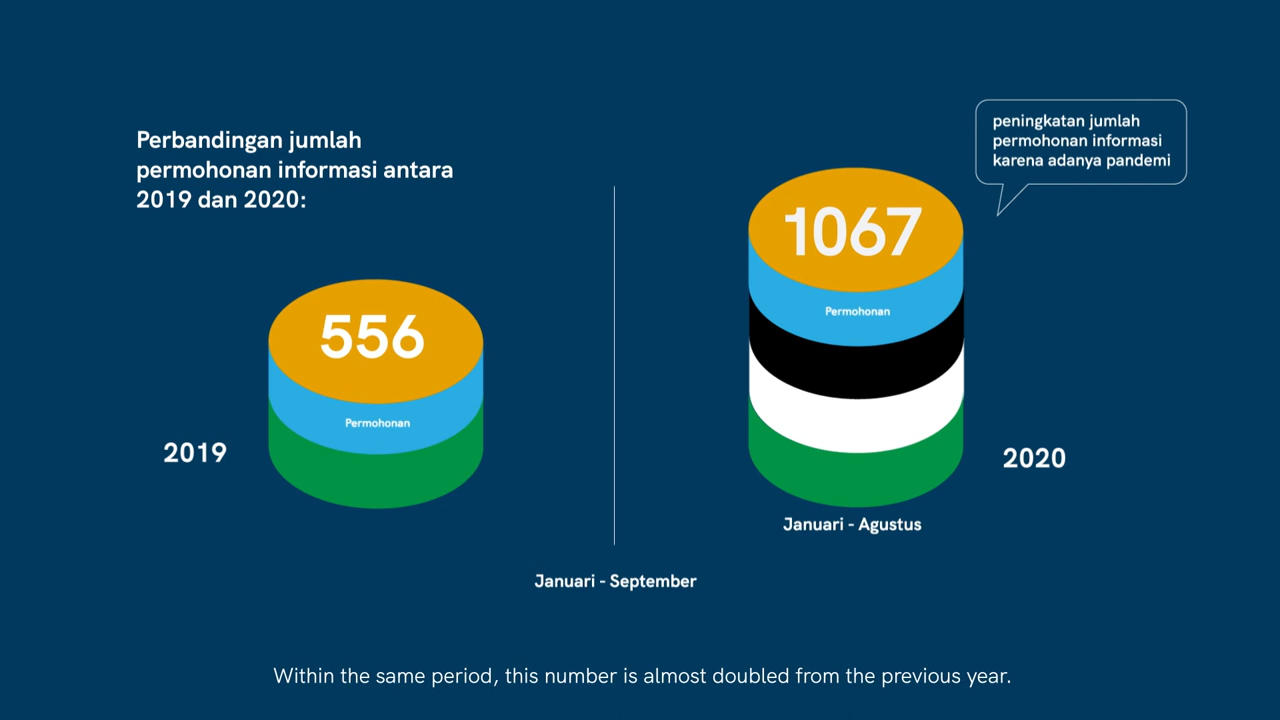 Perbandingan jumlah
permohonan informasi antara
2019 dan 2020:
556
Permohonan
2019
peningkatan jumlah
permohonan informasi
karena adanya pandemi
1067
Permohonan
2020
Januari - Agustus
Januari - September
Within the same period, this number is almost doubled from the previous year.